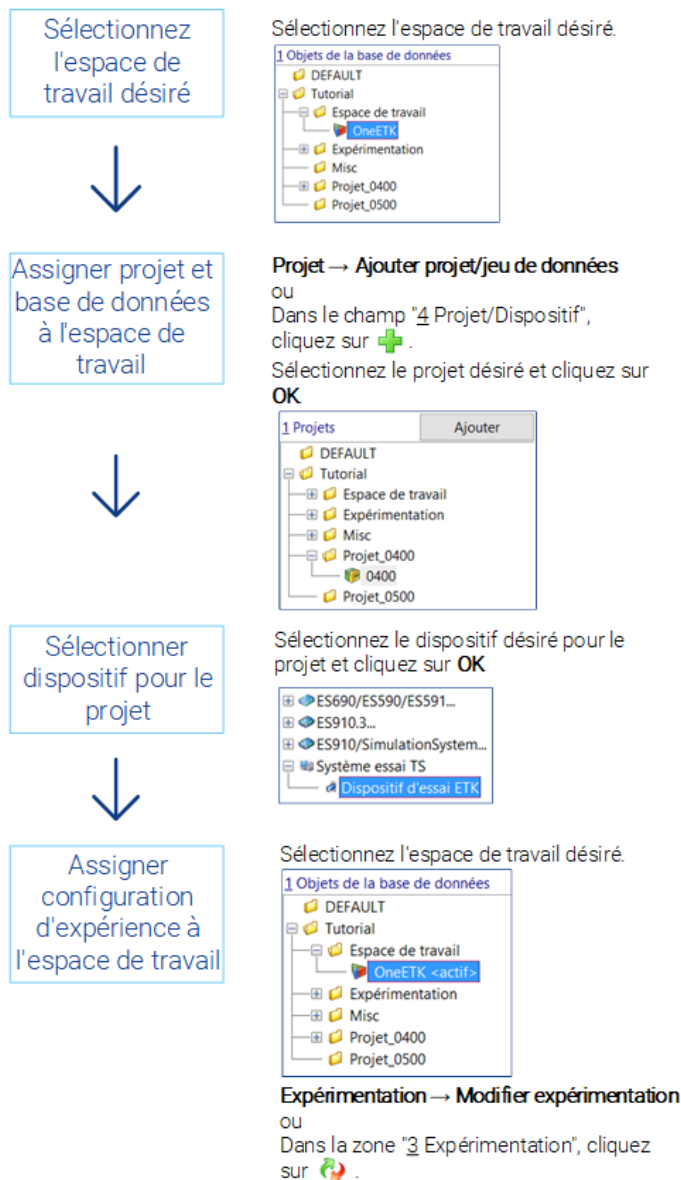 Sélectionnez
l'espace de
travail désiré
Sélectionnez l'espace de travail désiré.
1 Objets de la base de données
DEFAULT
Tutorial
Espace de travail
OneETK
Expérimentation
Misc
Projet_0400
Projet_0500
Assigner projet et
base de données
à l'espace de
travail
Projet → Ajouter projet/jeu de données
ou
Dans le champ "4 Projet/Dispositif",
cliquez sur .
Sélectionnez le projet désiré et cliquez sur
OK.
1 Projets Ajouter
DEFAULT
Tutorial
Espace de travail
Expérimentation
Misc
Projet_0400
0400
Projet_0500
Sélectionner
dispositif pour le
projet
Sélectionnez le dispositif désiré pour le
projet et cliquez sur OK
ES690/ES590/ES591...
ES910.3...
ES910/SimulationSystem...
Système essai TS
Dispositif d'essai ETK
Assigner
configuration
d'expérience à
l'espace de travail
Sélectionnez l'espace de travail désiré.
1 Objets de la base de données
DEFAULT
Tutorial
Espace de travail
OneETK <actif>
Expérimentation
Misc
Projet_0400
Projet_0500
Expérimentation → Modifier expérimentation
ou
Dans la zone "3 Expérimentation", cliquez
sur .